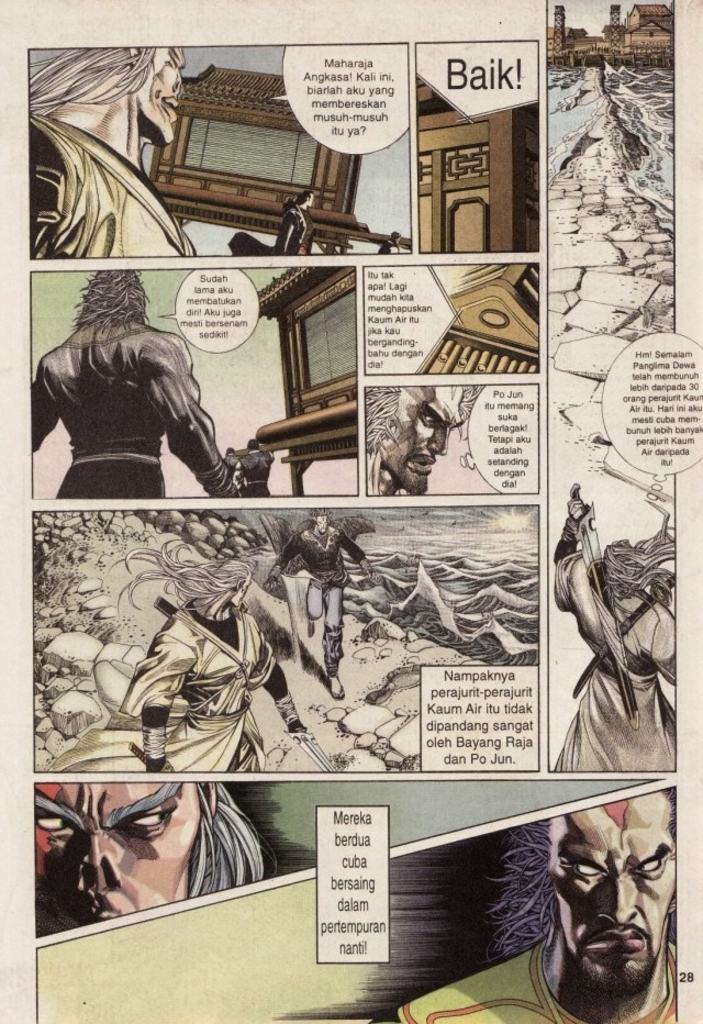 Maharaja
Angkasa! Kali ini,
biarlah aku yang
membereskan
musuh-musuh
itu ya?
Baik!
Sudah
lama aku
membatukan
diri! Aku juga
mesti bersenam
sedikit!
Itu tak
apa! Lagi
mudah kita
menghapuskan
Kaum Air itu
jika kau
berganding-
bahu dengan
dia!
Po Jun
itu memang
suka
berlagak!
Tetapi aku
adalah
setanding
dengan
dia!
Hm! Semalam
Panglima Dewa
telah membunuh
lebih daripada 30
orang perajurit Kaum
Air itu. Hari ini aku
mesti cuba mem-
bunuh lebih banyak
perajurit Kaum
Air daripada
itu!
Nampaknya
perajurit-perajurit
Kaum Air itu tidak
dipandang sangat
oleh Bayang Raja
dan Po Jun.
Mereka
berdua
cuba
bersaing
dalam
pertempuran
nanti!
28